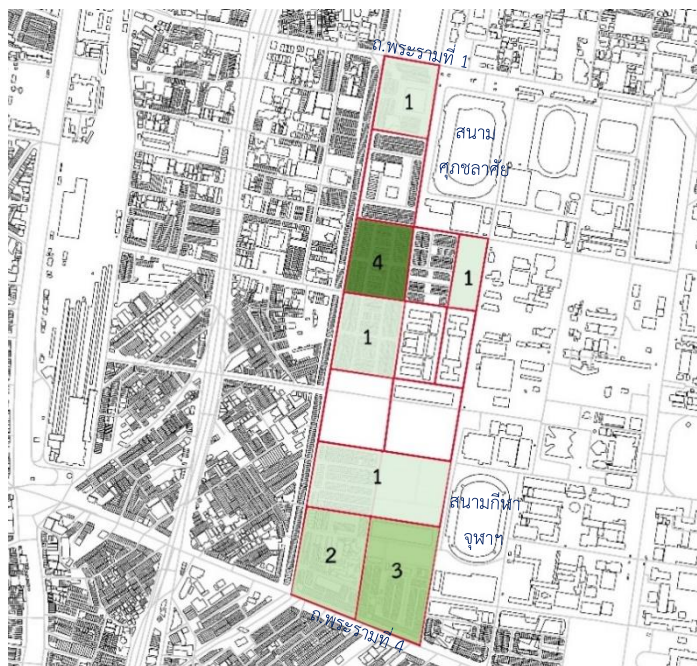 ถ.พระรามที่ 1
1
สนาม
ศุภชลาศัย
4
1
1
1
สนามกีฬา
จุฬาฯ
2
3
ถ.พระรามที่ 4